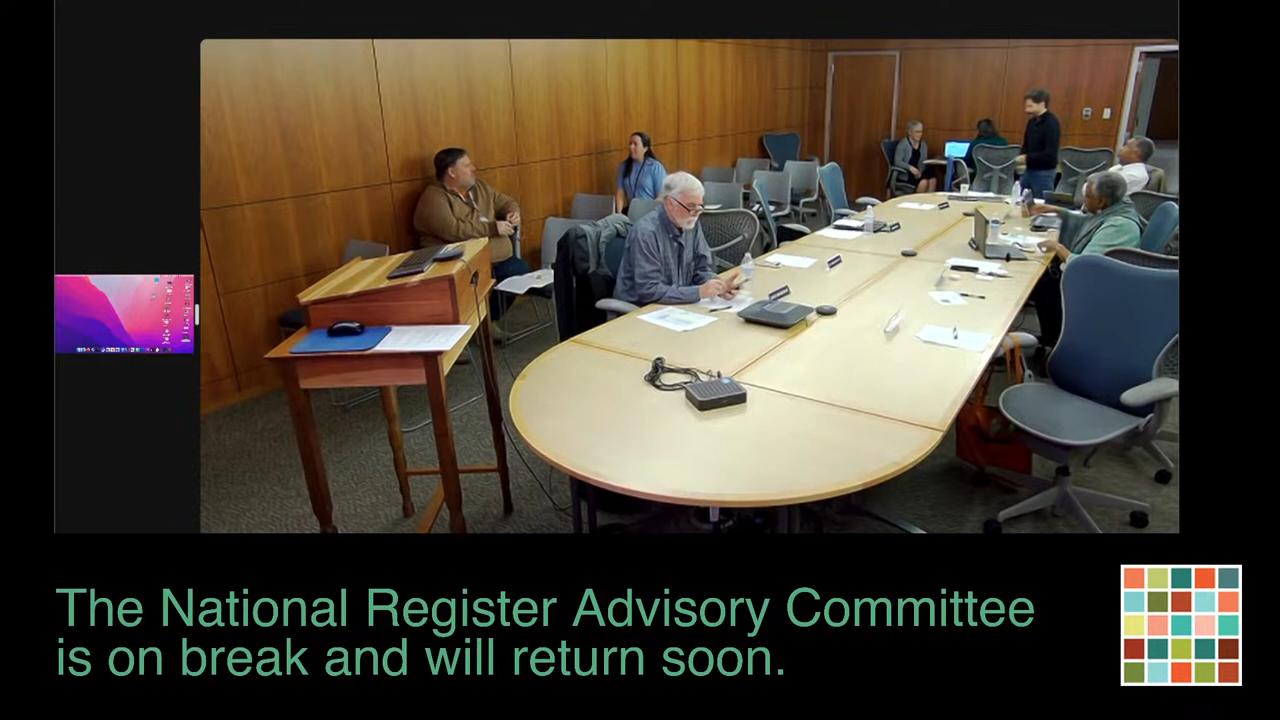 The National Register Advisory Committee
is on break and will return soon.